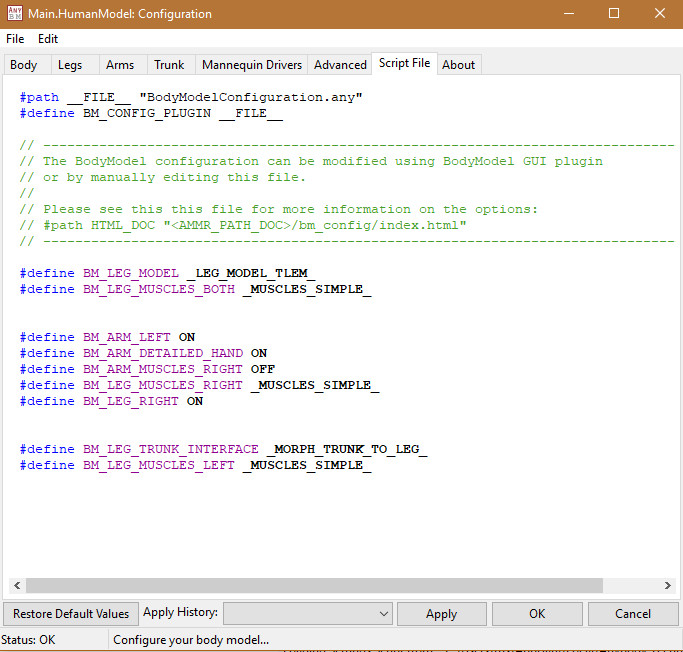 ANY
BM
Main.HumanModel: Configuration
File Edit
Body Legs Arms Trunk Mannequin Drivers Advanced Script File About
#path __FILE__ "BodyModelConfiguration.any"
#define BM_CONFIG_PLUGIN __FILE__
// -------------------------------------------------------------------------------
// The BodyModel configuration can be modified using BodyModel GUI plugin
// or by manually editing this file.
//
// Please see this this file for more information on the options:
// #path HTML_DOC "<AMMR_PATH_DOC>/bm_config/index.html"
// -------------------------------------------------------------------------------
#define BM_LEG_MODEL _LEG_MODEL_TLEM_
#define BM_LEG_MUSCLES_BOTH _MUSCLES_SIMPLE_
#define BM_ARM_LEFT ON
#define BM_ARM_DETAILED_HAND ON
#define BM_ARM_MUSCLES_RIGHT OFF
#define BM_LEG_MUSCLES_RIGHT _MUSCLES_SIMPLE_
#define BM_LEG_RIGHT ON
#define BM_LEG_TRUNK_INTERFACE _MORPH_TRUNK_TO_LEG_
#define BM_LEG_MUSCLES_LEFT _MUSCLES_SIMPLE_
Restore Default Values Apply History: Apply OK Cancel
Status: OK Configure your body model...